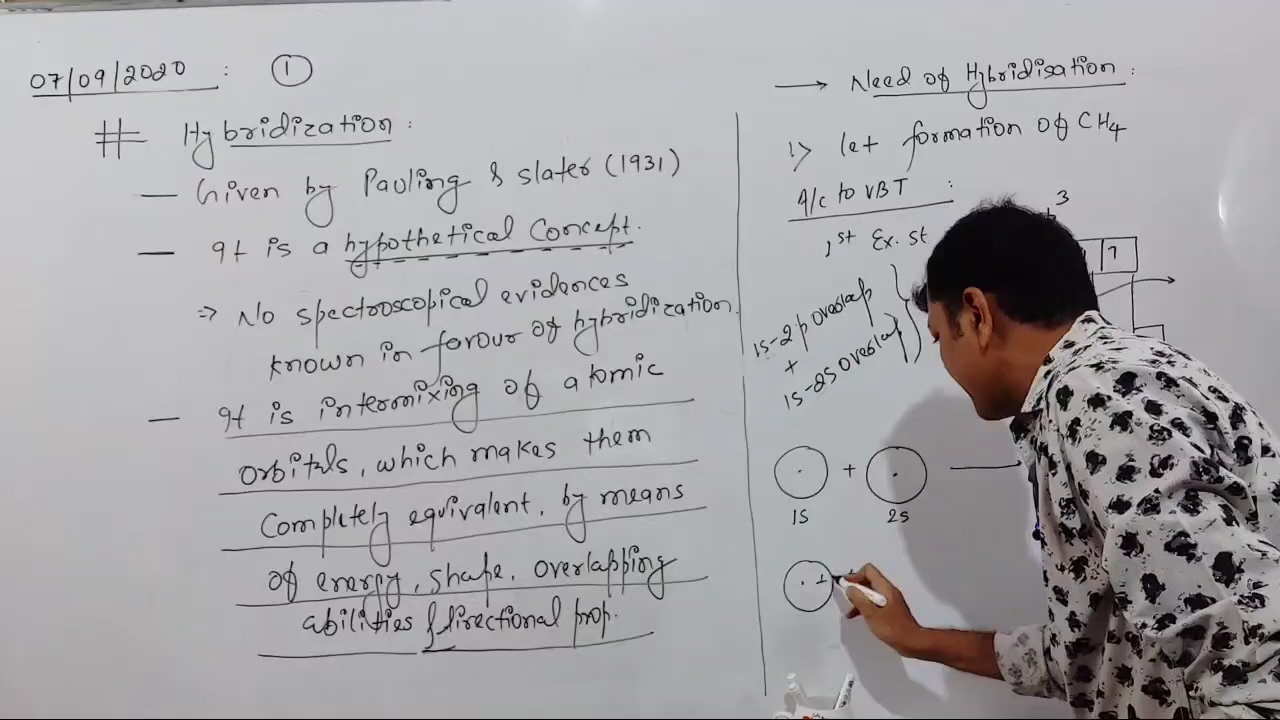 07/09/2020 : 1
# Hybridization:
— Given by Pauling & Slater (1931)
— It is a hypothetical Concept.
⇒ No spectroscopical evidences
known in favour of hybridization.
— It is intermixing of atomic
orbitals, which makes them
Completely equivalent, by means
of energy, shape, overlapping
abilities & directional prop.
→ Need of Hybridisation:
1> let formation of CH4
A/c to VBT :
3
1st Ex. st
1
1s-2p overlap
+
1s-2s overlap
+
1s 2s
+